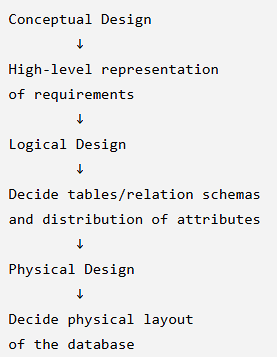 Conceptual Design
↓
High-level representation
of requirements
↓
Logical Design
↓
Decide tables/relation schemas
and distribution of attributes
↓
Physical Design
↓
Decide physical layout
of the database